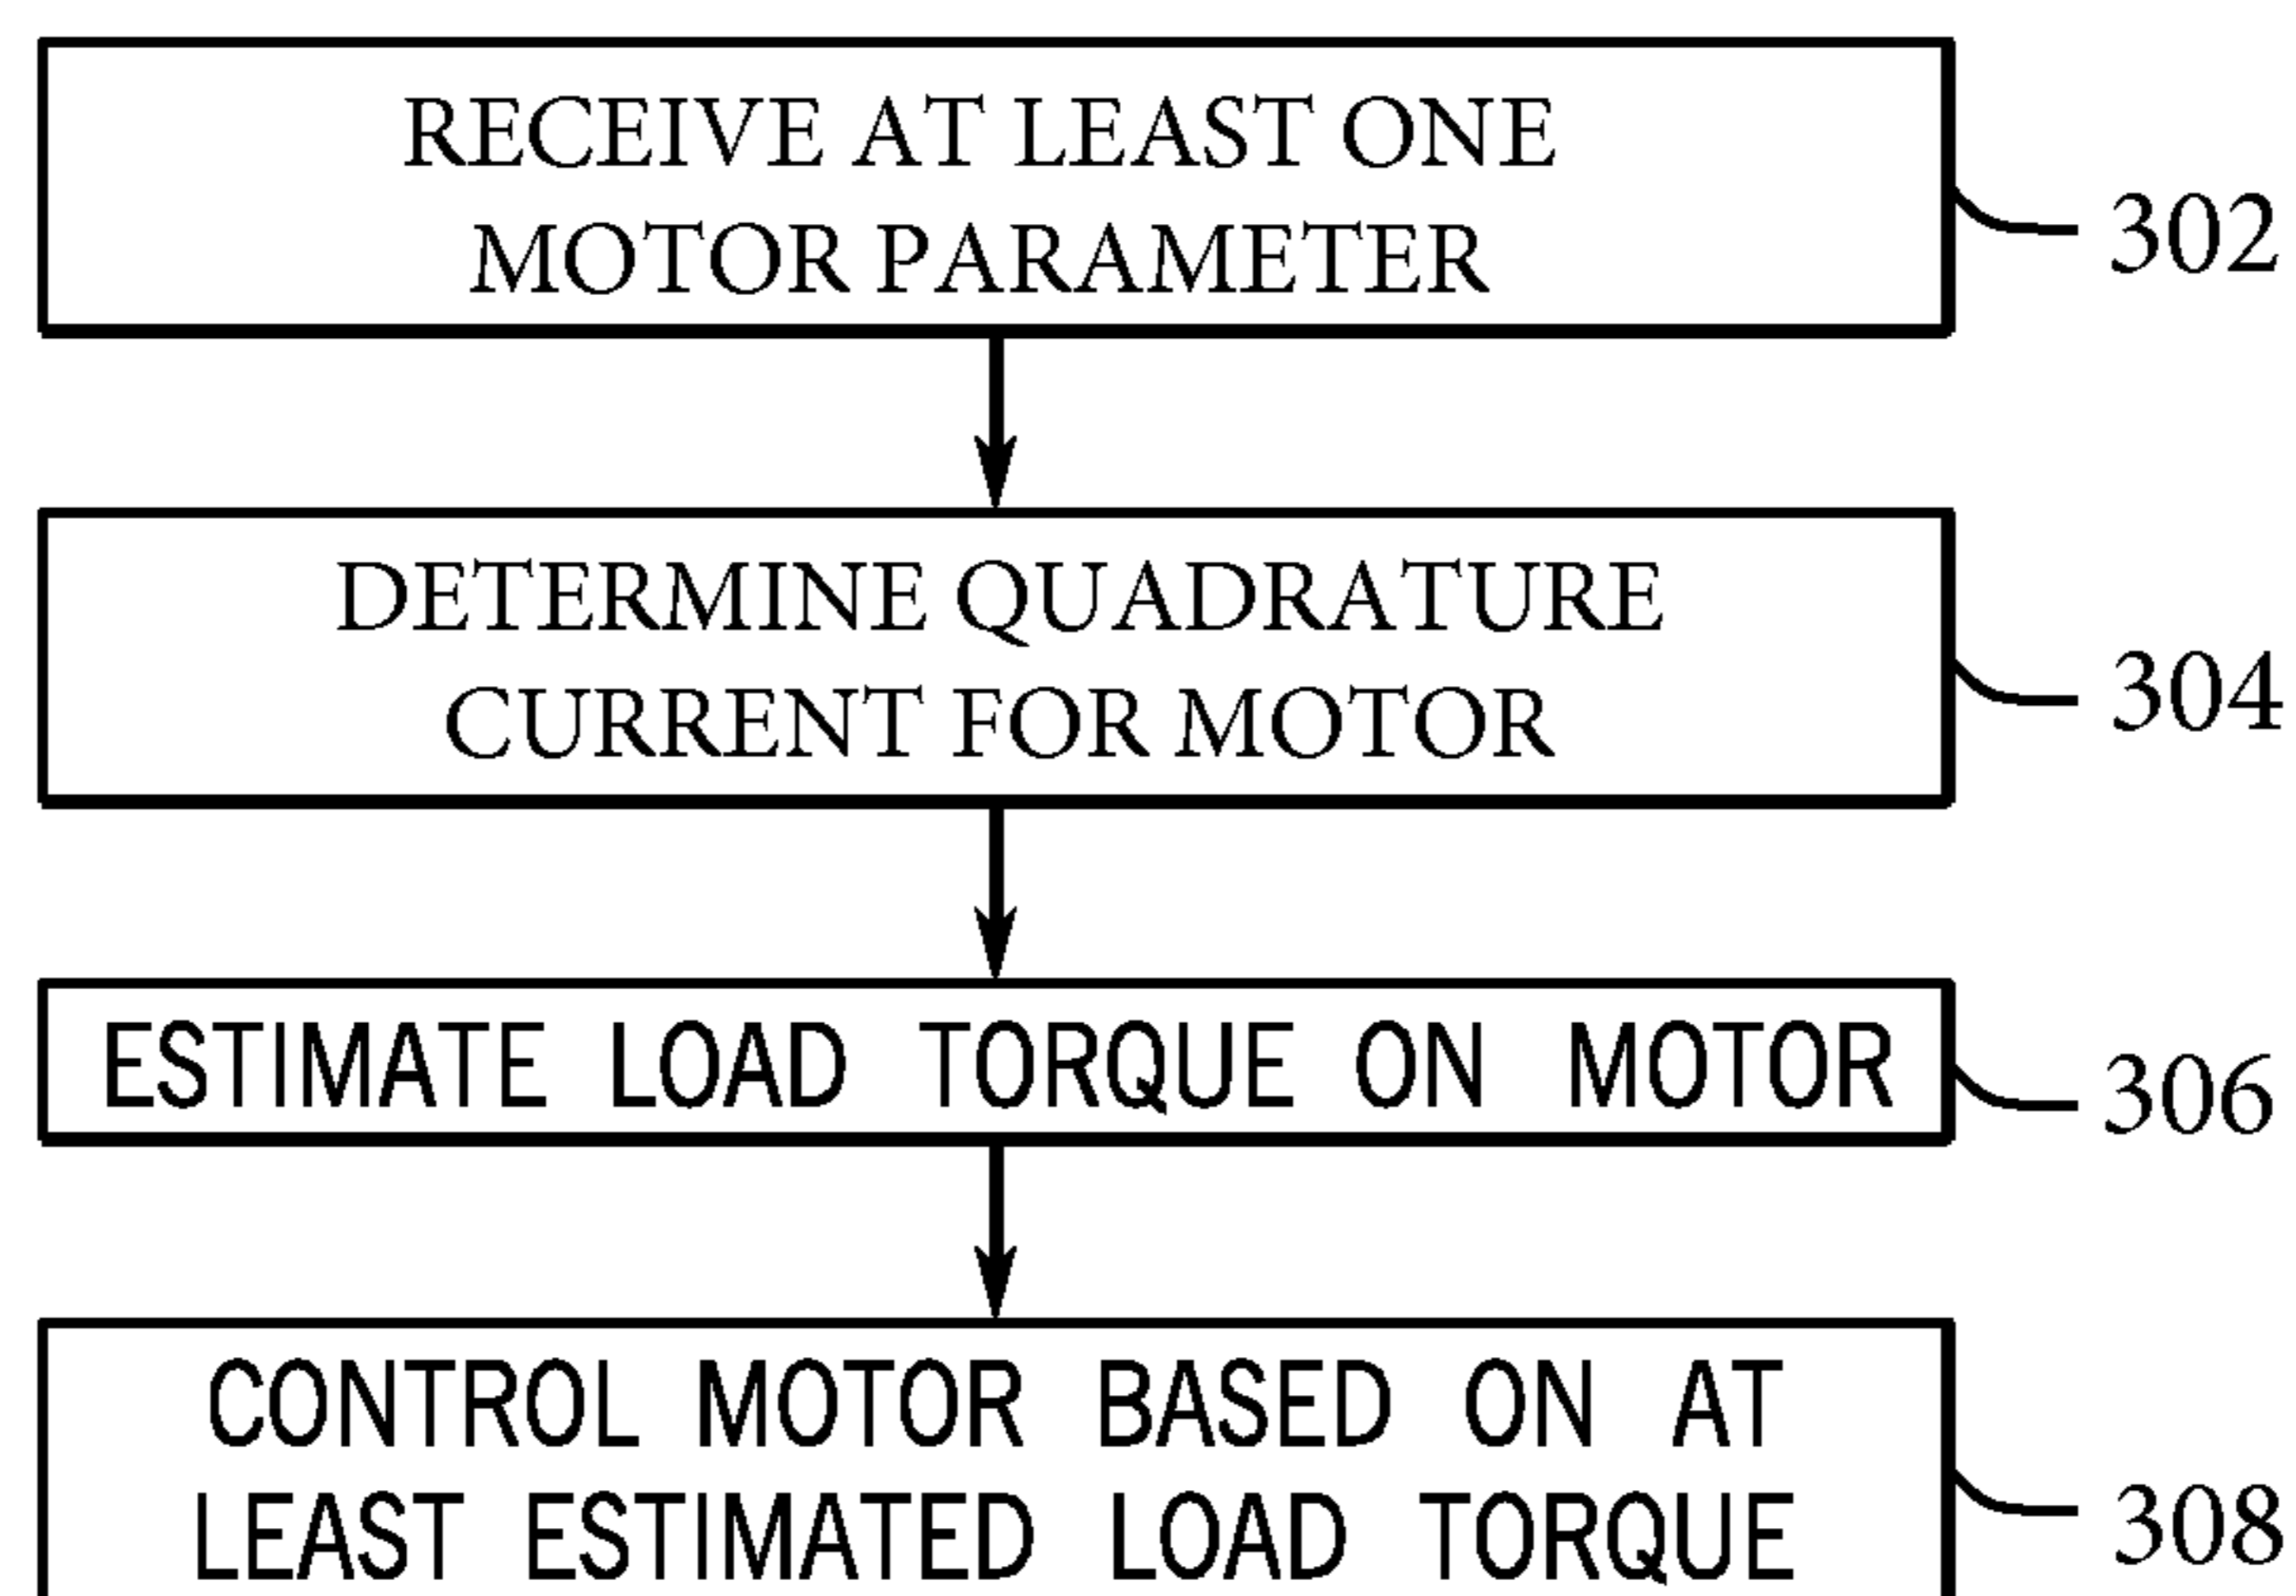 RECEIVE AT LEAST ONE
MOTOR PARAMETER
302
DETERMINE QUADRATURE
CURRENT FOR MOTOR
304
ESTIMATE LOAD TORQUE ON MOTOR
306
CONTROL MOTOR BASED ON AT
LEAST ESTIMATED LOAD TORQUE
308